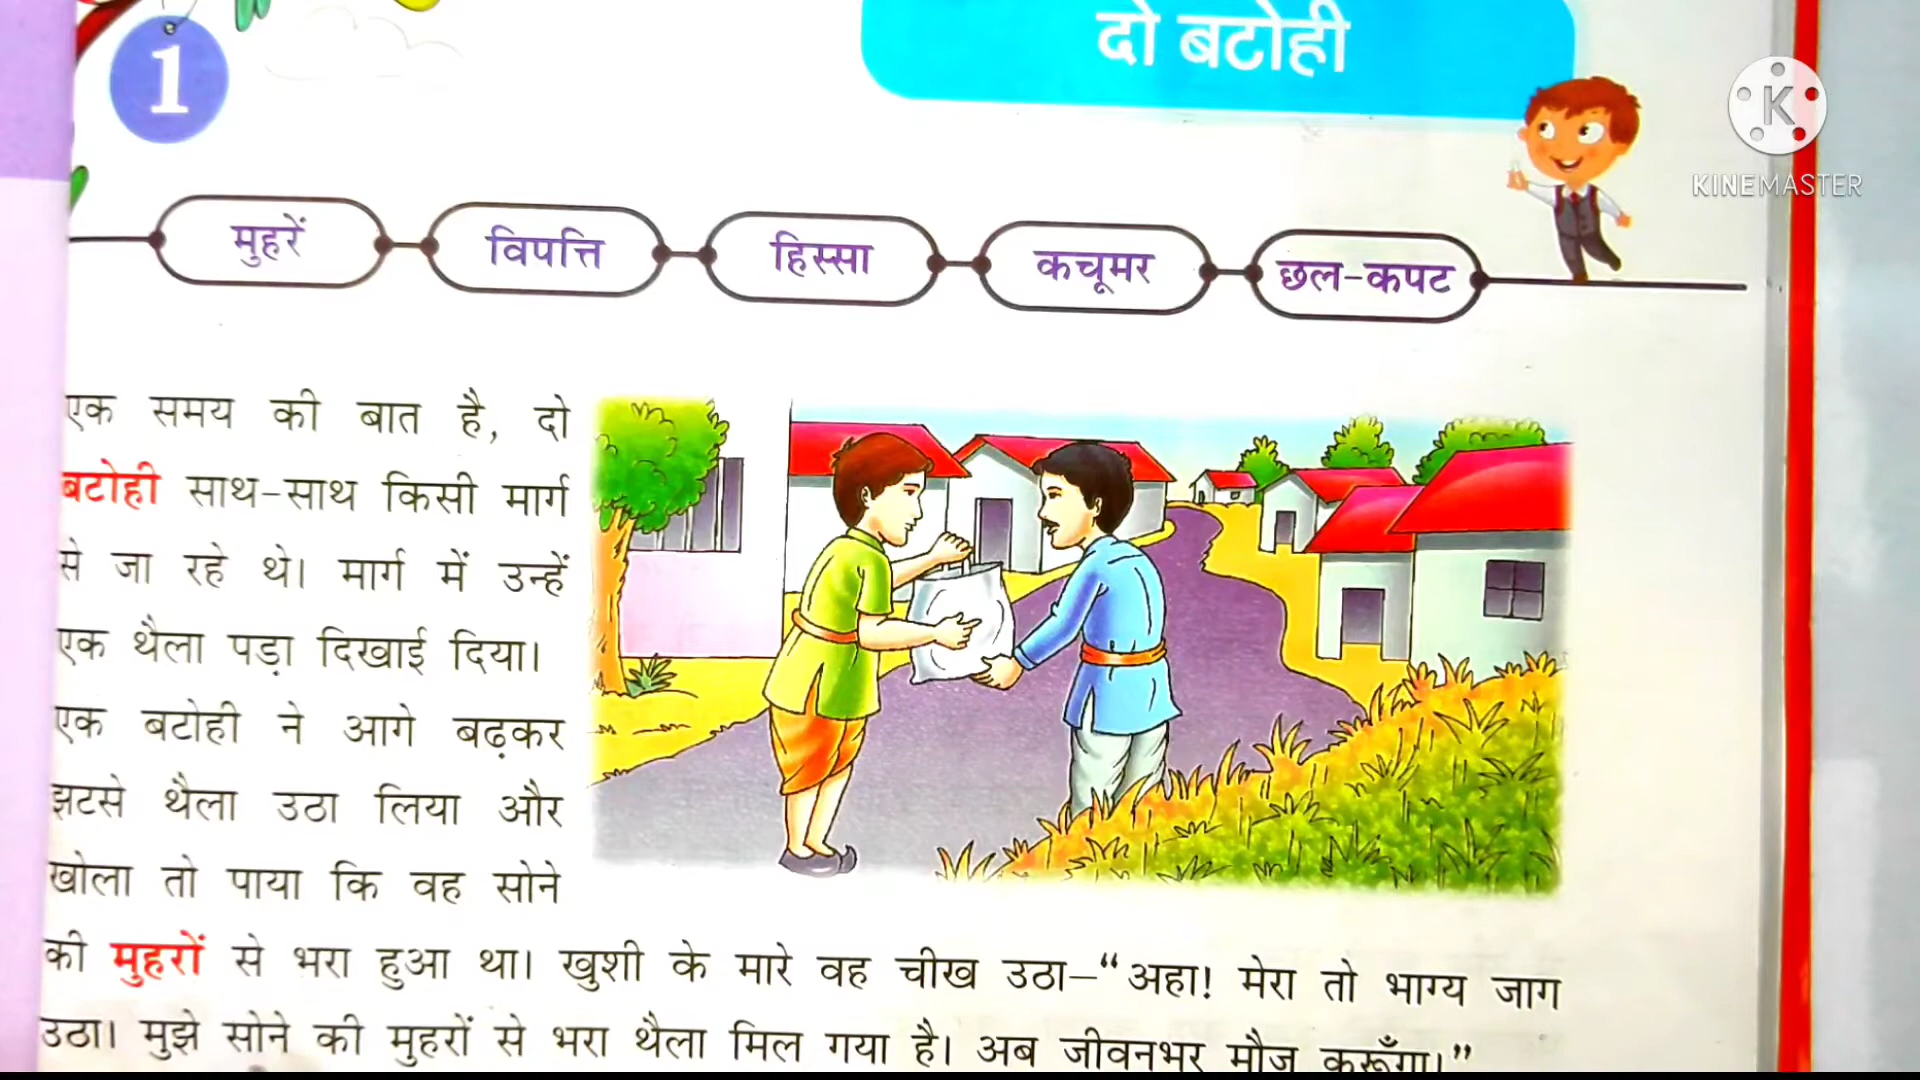 1
दो बटोही
KINEMASTER
मुहरें
विपत्ति
हिस्सा
कचूमर
छल-कपट
एक समय की बात है, दो
बटोही साथ-साथ किसी मार्ग
से जा रहे थे। मार्ग में उन्हें
एक थैला पड़ा दिखाई दिया।
एक बटोही ने आगे बढ़कर
झटसे थैला उठा लिया और
खोला तो पाया कि वह सोने
की मुहरों से भरा हुआ था। खुशी के मारे वह चीख उठा–“अहा! मेरा तो भाग्य जाग
उठा। मुझे सोने की मुहरों से भरा थैला मिल गया है। अब जीवनभर मौज करूँगा।”